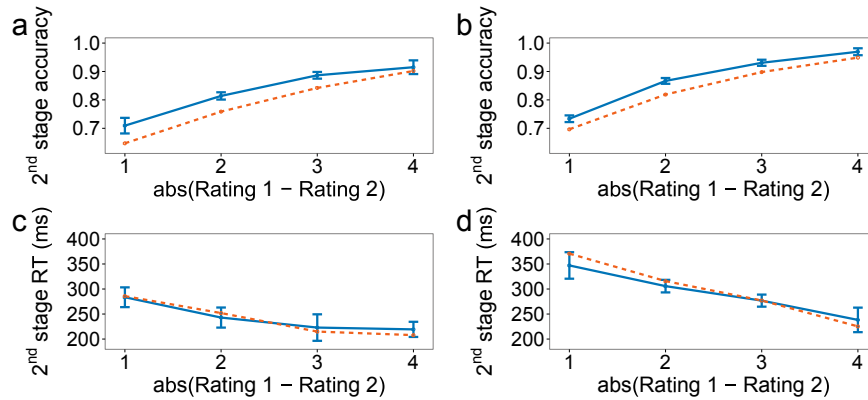 a
2nd stage accuracy
1.0
0.9
0.8
0.7
1 2 3 4
abs(Rating 1 − Rating 2)
b
2nd stage accuracy
1.0
0.9
0.8
0.7
1 2 3 4
abs(Rating 1 − Rating 2)
c
2nd stage RT (ms)
400
350
300
250
200
1 2 3 4
abs(Rating 1 − Rating 2)
d
2nd stage RT (ms)
400
350
300
250
200
1 2 3 4
abs(Rating 1 − Rating 2)